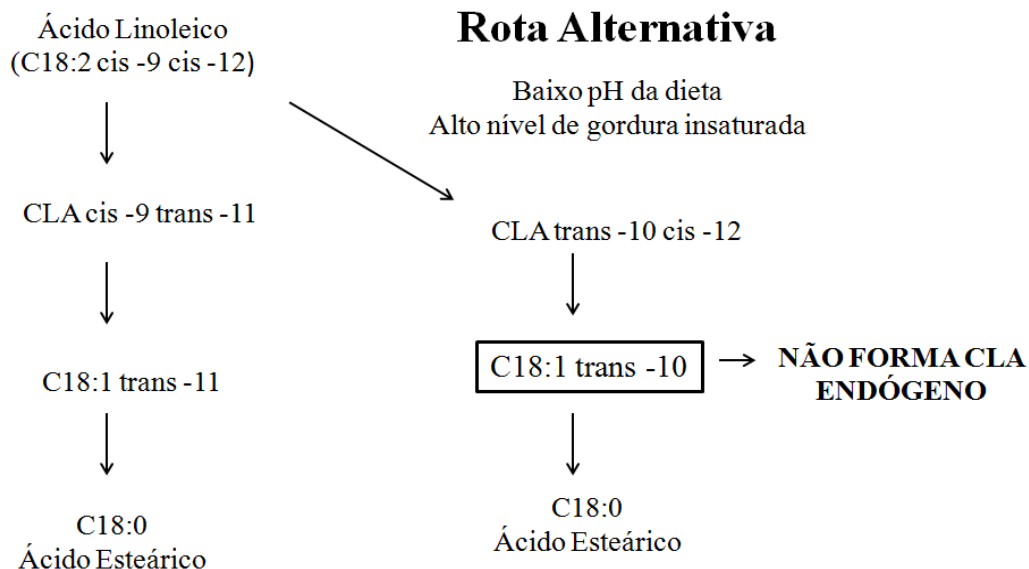 Ácido Linoleico
(C18:2 cis -9 cis -12)
Rota Alternativa
Baixo pH da dieta
Alto nível de gordura insaturada
CLA cis -9 trans -11
CLA trans -10 cis -12
C18:1 trans -11
C18:1 trans -10
NÃO FORMA CLA
ENDÓGENO
C18:0
Ácido Esteárico
C18:0
Ácido Esteárico